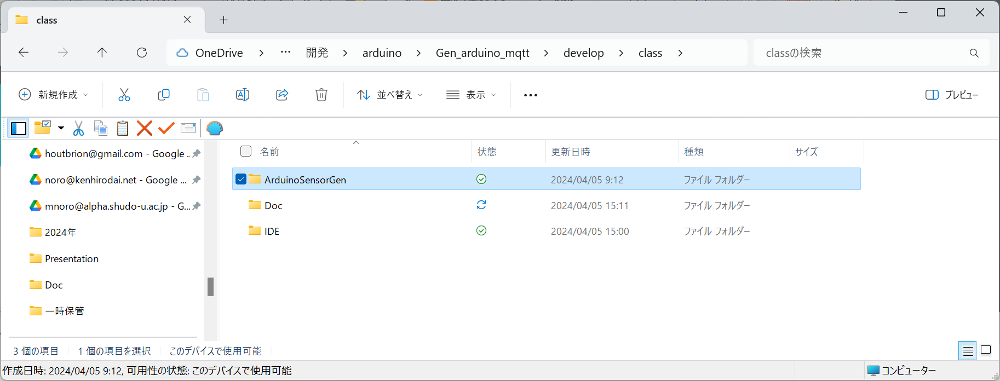 class
OneDrive > … 開発 > arduino > Gen_arduino_mqtt > develop > class >
classの検索
新規作成
並べ替え
表示
プレビュー
houtbrion@gmail.com - Google ..
noro@kenhirodai.net - Google ...
mnoro@alpha.shudo-u.ac.jp - G...
2024年
Presentation
Doc
一時保管
名前 状態 更新日時 種類 サイズ
ArduinoSensorGen 2024/04/05 9:12 ファイル フォルダー
Doc 2024/04/05 15:11 ファイル フォルダー
IDE 2024/04/05 15:00 ファイル フォルダー
3 個の項目 1 個の項目を選択 このデバイスで使用可能
作成日時: 2024/04/05 9:12, 可用性の状態: このデバイスで使用可能
コンピューター